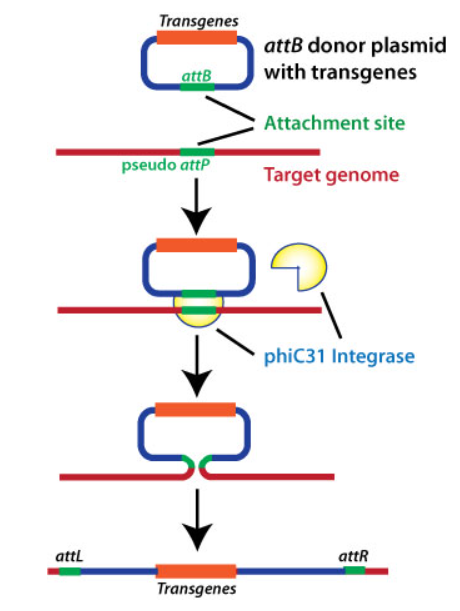 Transgenes
attB donor plasmid
with transgenes
attB
Attachment site
pseudo attP
Target genome
phiC31 Integrase
attL
attR
Transgenes